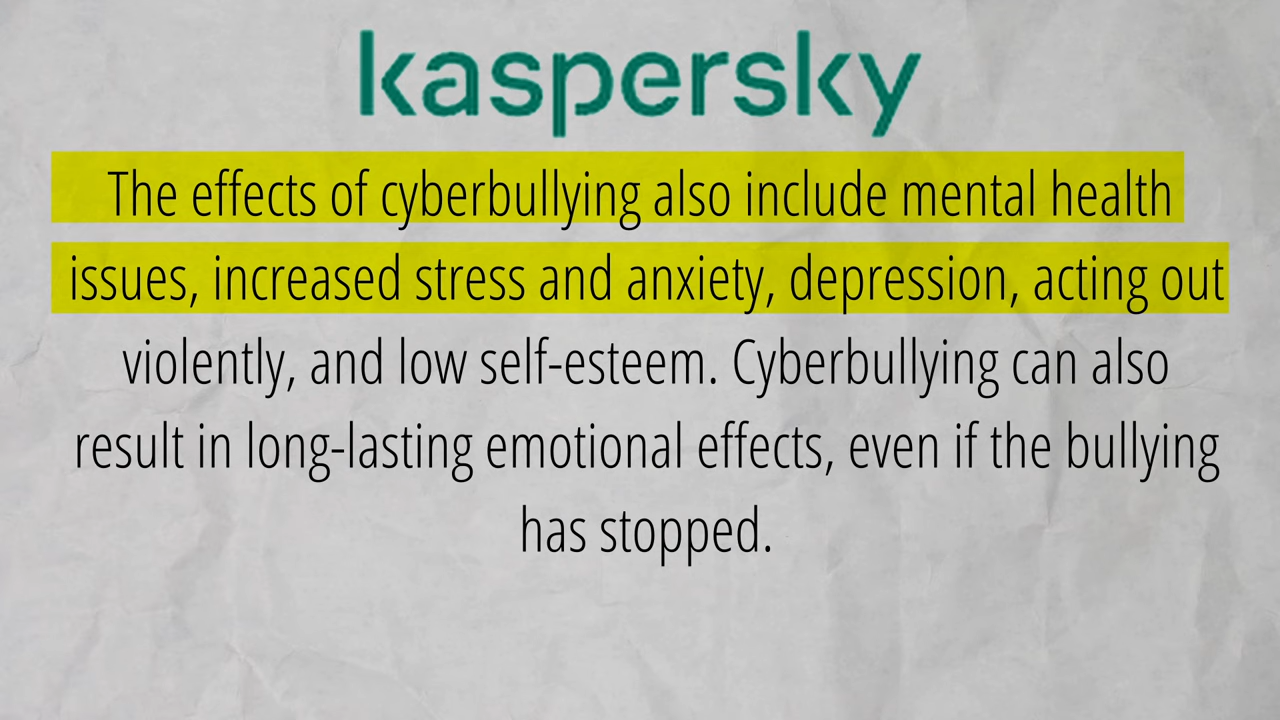 kaspersky
The effects of cyberbullying also include mental health
issues, increased stress and anxiety, depression, acting out
violently, and low self-esteem. Cyberbullying can also
result in long-lasting emotional effects, even if the bullying
has stopped.